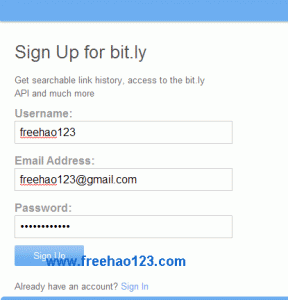 Sign Up for bit.ly
Get searchable link history, access to the bit.ly
API and much more
Username:
freehao123
Email Address:
freehao123@gmail.com
Password:
••••••••••••
Sign Up
www.freehao123.com
Already have an account? Sign In